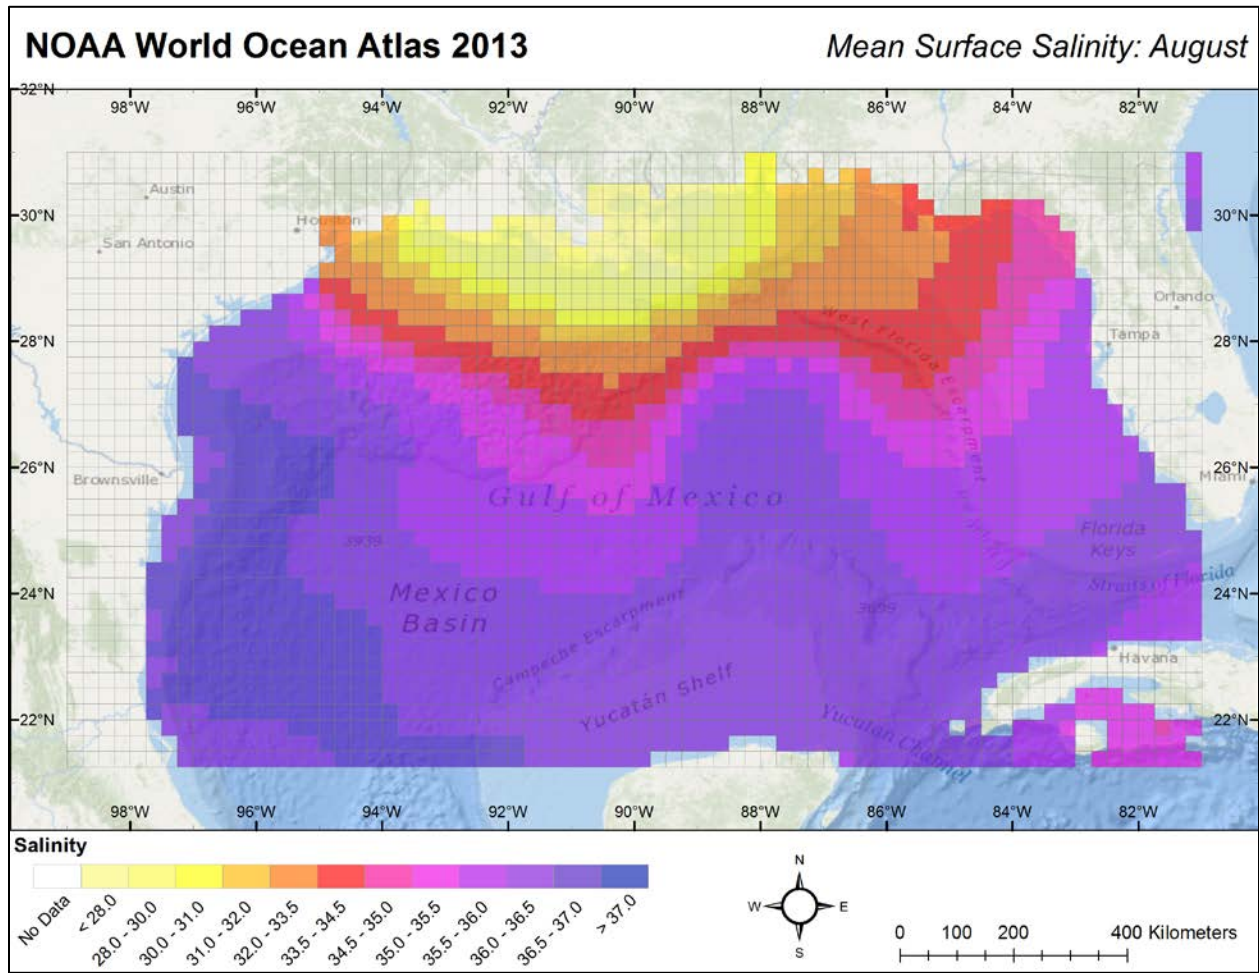 NOAA World Ocean Atlas 2013
Mean Surface Salinity: August
32°N
98°W 96°W 94°W 92°W 90°W 88°W 86°W 84°W 82°W
Austin
30°N
Houston
30°N
San Antonio
Orlando
28°N
West Florida Escarpment
Tampa
28°N
26°N
Brownsville
Gulf of Mexico
Miami
26°N
3939
Florida
Keys
24°N
Mexico
Basin
Straits of Florida
24°N
3699
Campeche Escarpment
Havana
22°N
Yucatán Shelf
Yucatán Channel
22°N
98°W 96°W 94°W 92°W 90°W 88°W 86°W 84°W 82°W
Salinity
No Data
< 28.0
28.0 - 30.0
30.0 - 31.0
31.0 - 32.0
32.0 - 33.5
33.5 - 34.5
34.5 - 35.0
35.0 - 35.5
35.5 - 36.0
36.0 - 36.5
36.5 - 37.0
> 37.0
N
W E
S
0 100 200 400 Kilometers